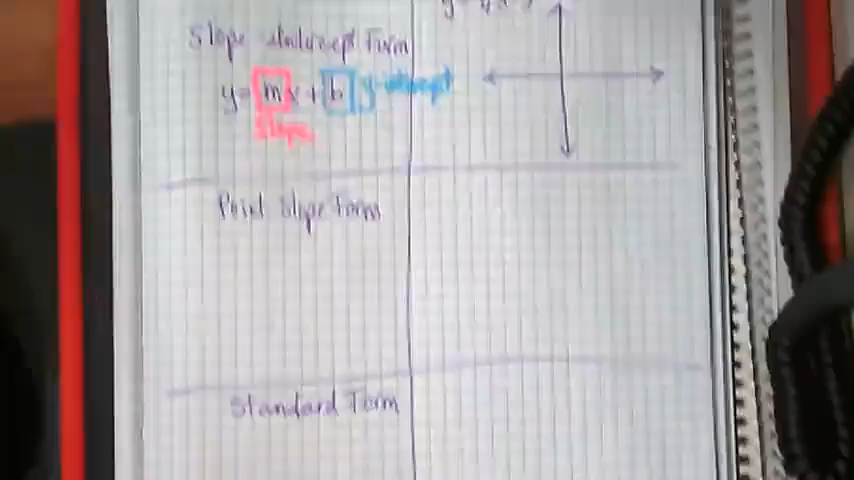 Slope Intercept Form
y=mx+b y-intercept
slope
Point Slope Form
Standard Form